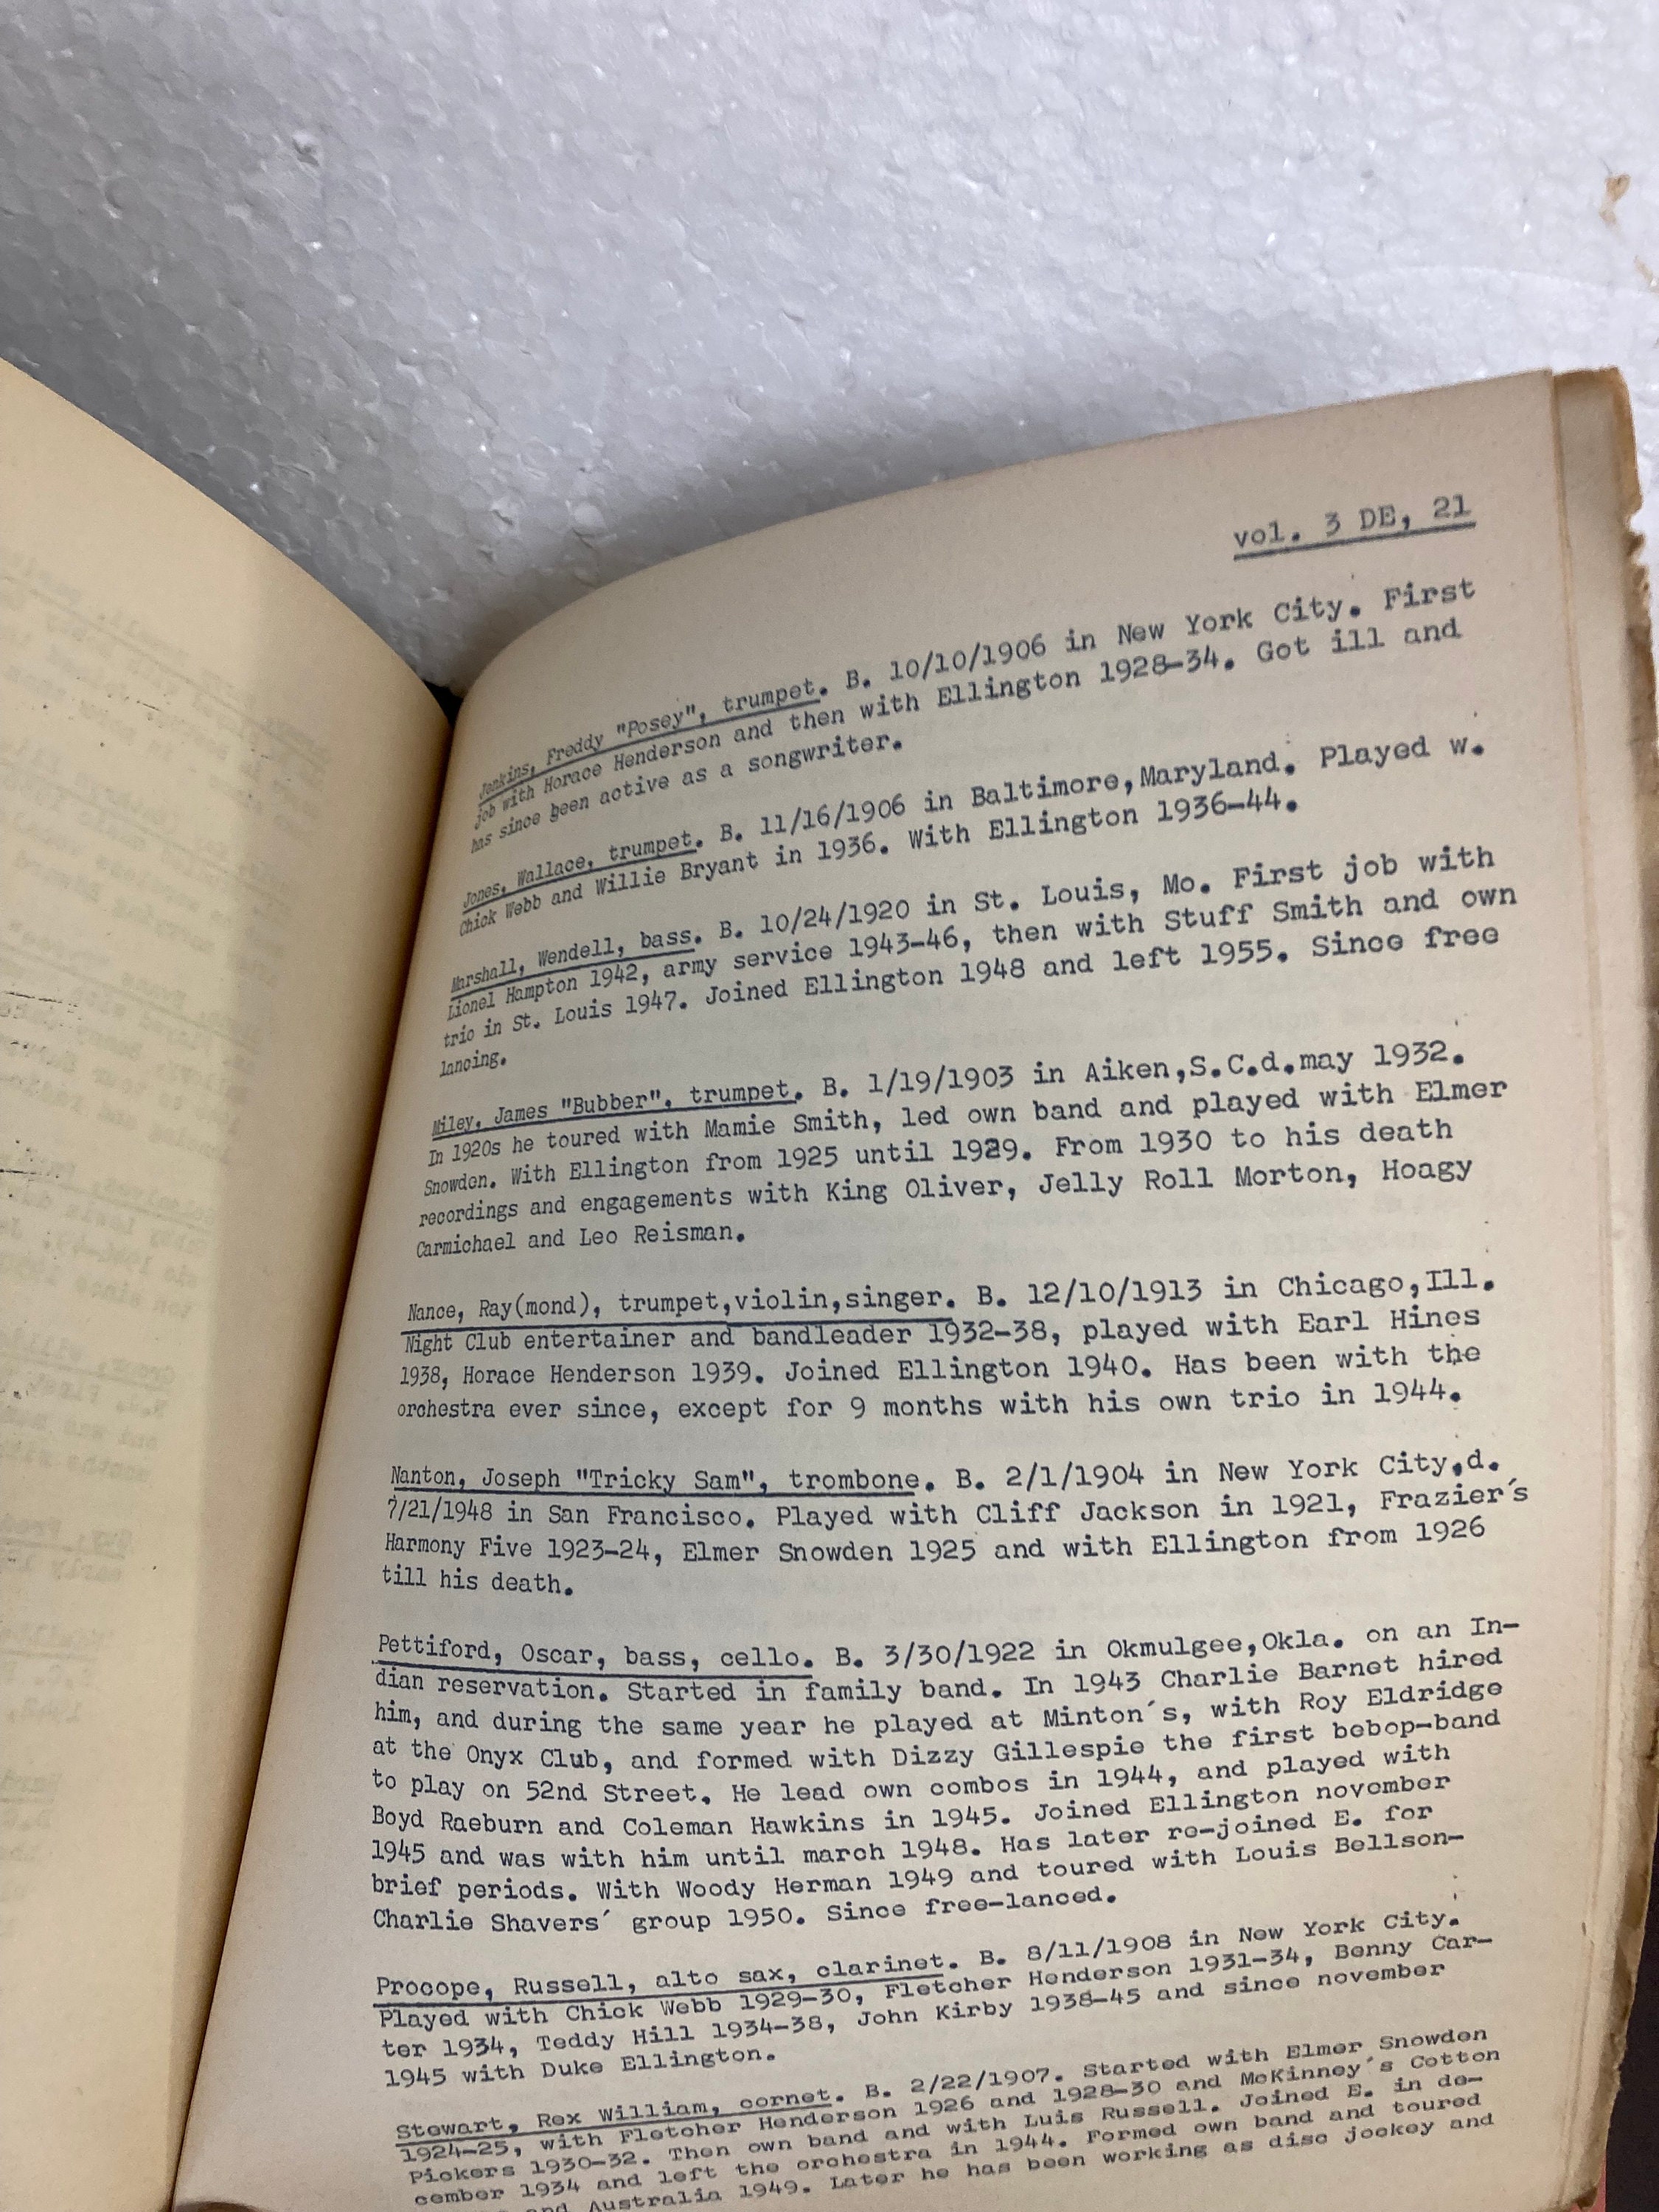 vol. 3 DE, 21
Jenkins, Freddy "Posey", trumpet. B. 10/10/1906 in New York City. First
job with Horace Henderson and then with Ellington 1928-34. Got ill and
has since been active as a songwriter.
Jones, Wallace, trumpet. B. 11/16/1906 in Baltimore,Maryland. Played w.
Chick Webb and Willie Bryant in 1936. With Ellington 1936-44.
Marshall, Wendell, bass. B. 10/24/1920 in St. Louis, Mo. First job with
Lionel Hampton 1942, army service 1943-46, then with Stuff Smith and own
trio in St. Louis 1947. Joined Ellington 1948 and left 1955. Since free
lancing.
Miley, James "Bubber", trumpet. B. 1/19/1903 in Aiken,S.C.d.may 1932.
In 1920s he toured with Mamie Smith, led own band and played with Elmer
Snowden. With Ellington from 1925 until 1929. From 1930 to his death
recordings and engagements with King Oliver, Jelly Roll Morton, Hoagy
Carmichael and Leo Reisman.
Nance, Ray(mond), trumpet,violin,singer. B. 12/10/1913 in Chicago,Ill.
Night Club entertainer and bandleader 1932-38, played with Earl Hines
1938, Horace Henderson 1939. Joined Ellington 1940. Has been with the
orchestra ever since, except for 9 months with his own trio in 1944.
Nanton, Joseph "Tricky Sam", trombone. B. 2/1/1904 in New York City,d.
7/21/1948 in San Francisco. Played with Cliff Jackson in 1921, Frazier´s
Harmony Five 1923-24, Elmer Snowden 1925 and with Ellington from 1926
till his death.
Pettiford, Oscar, bass, cello. B. 3/30/1922 in Okmulgee,Okla. on an In-
dian reservation. Started in family band. In 1943 Charlie Barnet hired
him, and during the same year he played at Minton´s, with Roy Eldridge
at the Onyx Club, and formed with Dizzy Gillespie the first bebop-band
to play on 52nd Street. He lead own combos in 1944, and played with
Boyd Raeburn and Coleman Hawkins in 1945. Joined Ellington november
1945 and was with him until march 1948. Has later re-joined E. for
brief periods. With Woody Herman 1949 and toured with Louis Bellson-
Charlie Shavers´ group 1950. Since free-lanced.
Procope, Russell, alto sax, clarinet. B. 8/11/1908 in New York City.
Played with Chick Webb 1929-30, Fletcher Henderson 1931-34, Benny Car-
ter 1934, Teddy Hill 1934-38, John Kirby 1938-45 and since november
1945 with Duke Ellington.
Stewart, Rex William, cornet. B. 2/22/1907. Started with Elmer Snowden
1924-25, with Fletcher Henderson 1926 and 1928-30 and McKinney´s Cotton
Pickers 1930-32. Then own band and with Luis Russell. Joined E. in de-
cember 1934 and left the orchestra in 1944. Formed own band and toured
and Australia 1949. Later he has been working as disc jockey and